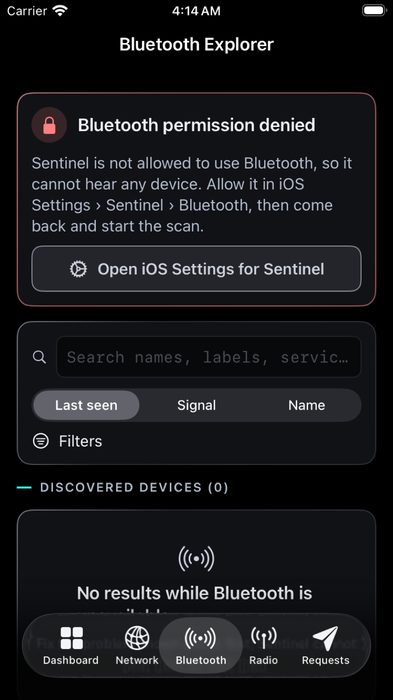 Carrier 4:14 AM
Bluetooth Explorer
Bluetooth permission denied
Sentinel is not allowed to use Bluetooth, so it
cannot hear any device. Allow it in iOS
Settings › Sentinel › Bluetooth, then come
back and start the scan.
Open iOS Settings for Sentinel
Search names, labels, servic…
Last seen Signal Name
Filters
DISCOVERED DEVICES (0)
No results while Bluetooth is
Dashboard Network Bluetooth Radio Requests